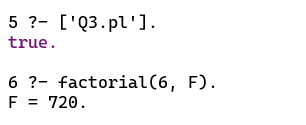 5 ?- ['Q3.pl'].
true.
6 ?- factorial(6, F).
F = 720.